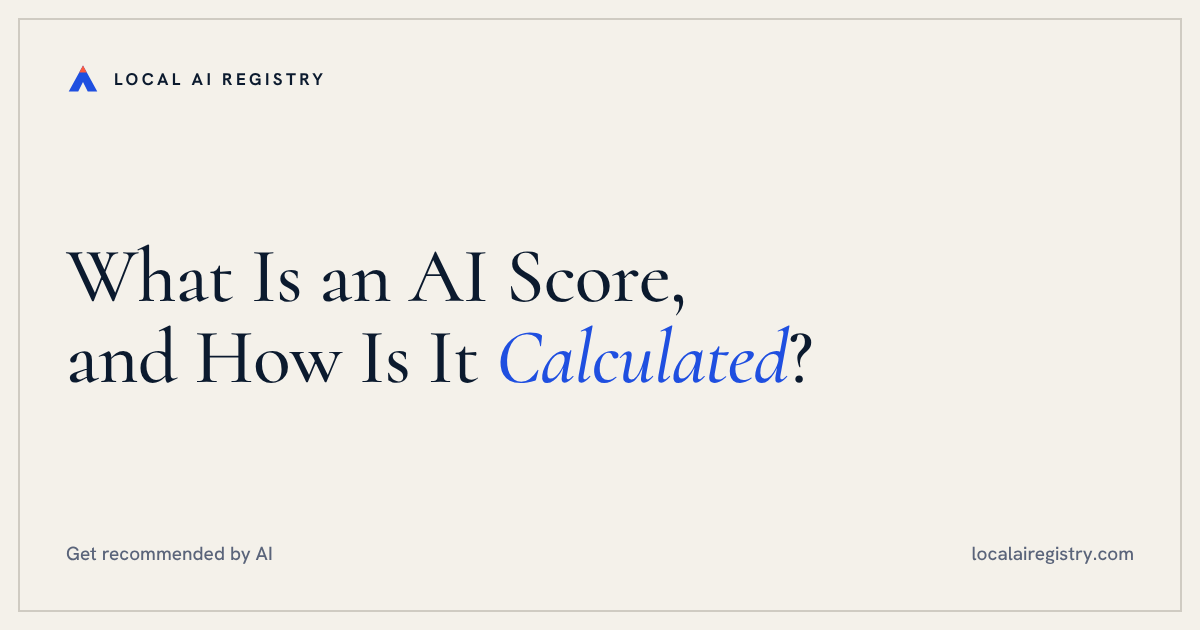 LOCAL AI REGISTRY
What Is an AI Score,
and How Is It Calculated?
Get recommended by AI
localairegistry.com